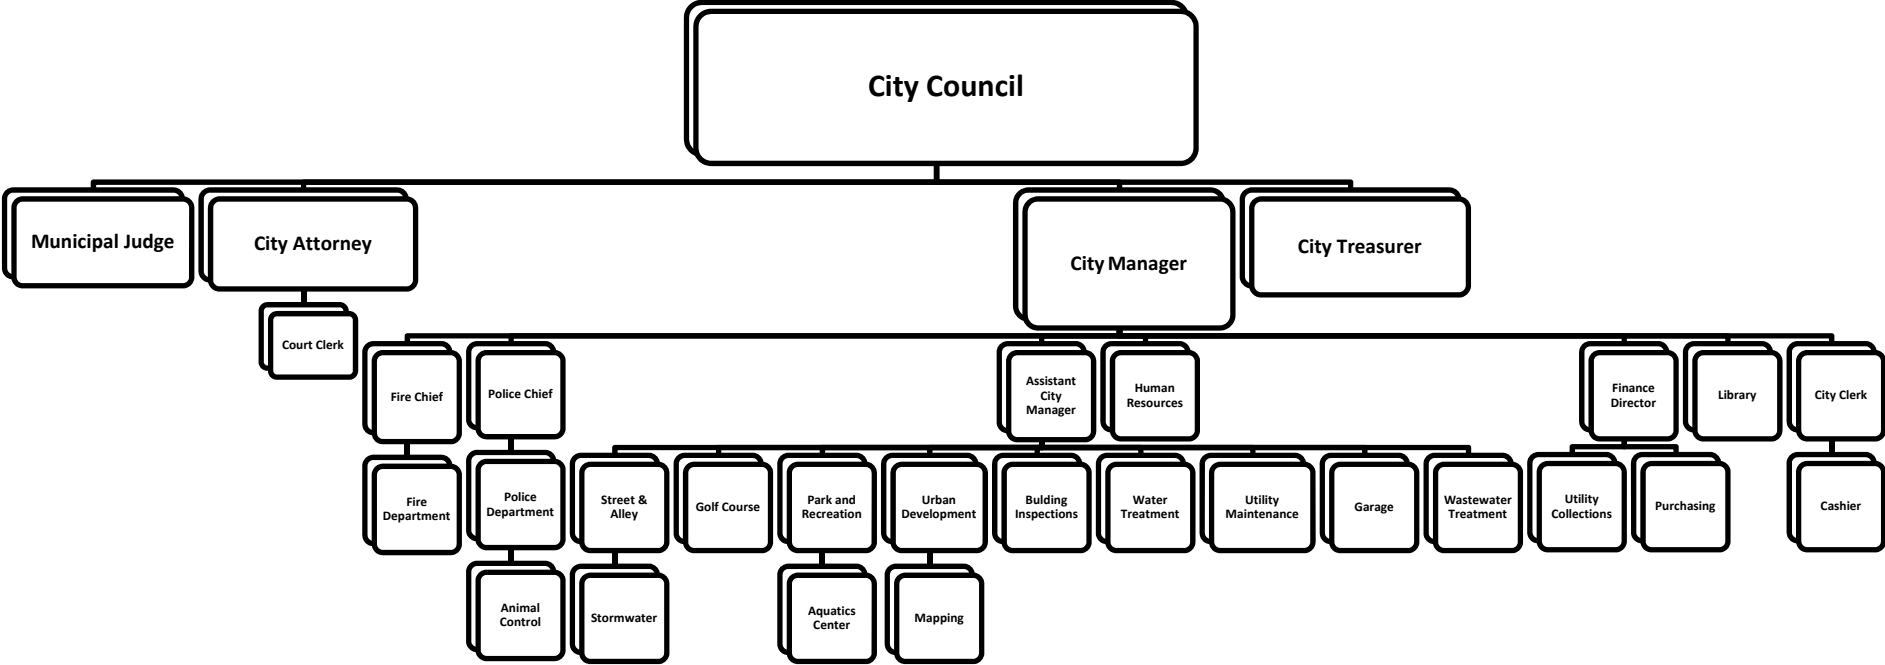 City Council
Municipal Judge
City Attorney
City Manager
City Treasurer
Court Clerk
Fire Chief
Police Chief
Assistant
City
Manager
Human
Resources
Finance
Director
Library
City Clerk
Fire
Department
Police
Department
Street &
Alley
Golf Course
Park and
Recreation
Urban
Development
Bulding
Inspections
Water
Treatment
Utility
Maintenance
Garage
Wastewater
Treatment
Utility
Collections
Purchasing
Cashier
Animal
Control
Stormwater
Aquatics
Center
Mapping